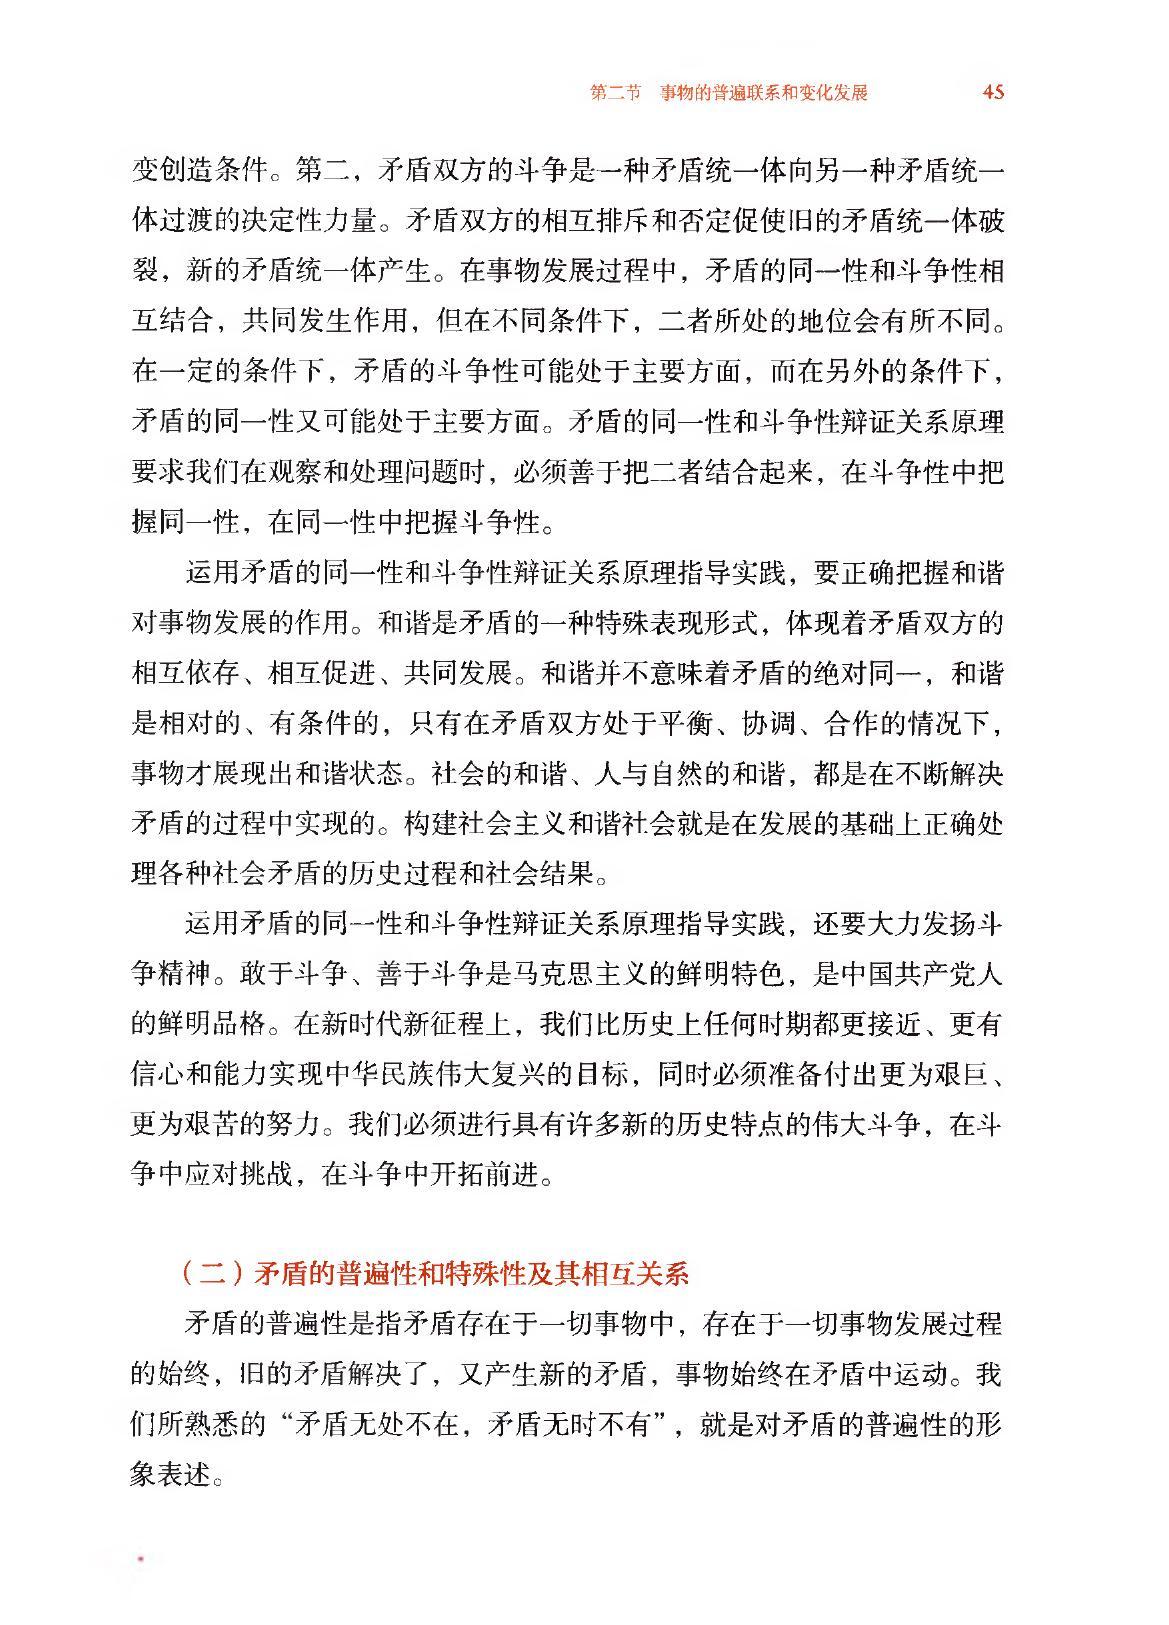 第二节 事物的普遍联系和变化发展 45
变创造条件。第二，矛盾双方的斗争是一种矛盾统一体向另一种矛盾统一
体过渡的决定性力量。矛盾双方的相互排斥和否定促使旧的矛盾统一体破
裂，新的矛盾统一体产生。在事物发展过程中，矛盾的同一性和斗争性相
互结合，共同发生作用，但在不同条件下，二者所处的地位会有所不同。
在一定的条件下，矛盾的斗争性可能处于主要方面，而在另外的条件下，
矛盾的同一性又可能处于主要方面。矛盾的同一性和斗争性辩证关系原理
要求我们在观察和处理问题时，必须善于把二者结合起来，在斗争性中把
握同一性，在同一性中把握斗争性。
运用矛盾的同一性和斗争性辩证关系原理指导实践，要正确把握和谐
对事物发展的作用。和谐是矛盾的一种特殊表现形式，体现着矛盾双方的
相互依存、相互促进、共同发展。和谐并不意味着矛盾的绝对同一，和谐
是相对的、有条件的，只有在矛盾双方处于平衡、协调、合作的情况下，
事物才展现出和谐状态。社会的和谐、人与自然的和谐，都是在不断解决
矛盾的过程中实现的。构建社会主义和谐社会就是在发展的基础上正确处
理各种社会矛盾的历史过程和社会结果。
运用矛盾的同一性和斗争性辩证关系原理指导实践，还要大力发扬斗
争精神。敢于斗争、善于斗争是马克思主义的鲜明特色，是中国共产党人
的鲜明品格。在新时代新征程上，我们比历史上任何时期都更接近、更有
信心和能力实现中华民族伟大复兴的目标，同时必须准备付出更为艰巨、
更为艰苦的努力。我们必须进行具有许多新的历史特点的伟大斗争，在斗
争中应对挑战，在斗争中开拓前进。
（二）矛盾的普遍性和特殊性及其相互关系
矛盾的普遍性是指矛盾存在于一切事物中，存在于一切事物发展过程
的始终，旧的矛盾解决了，又产生新的矛盾，事物始终在矛盾中运动。我
们所熟悉的“矛盾无处不在，矛盾无时不有”，就是对矛盾的普遍性的形
象表述。